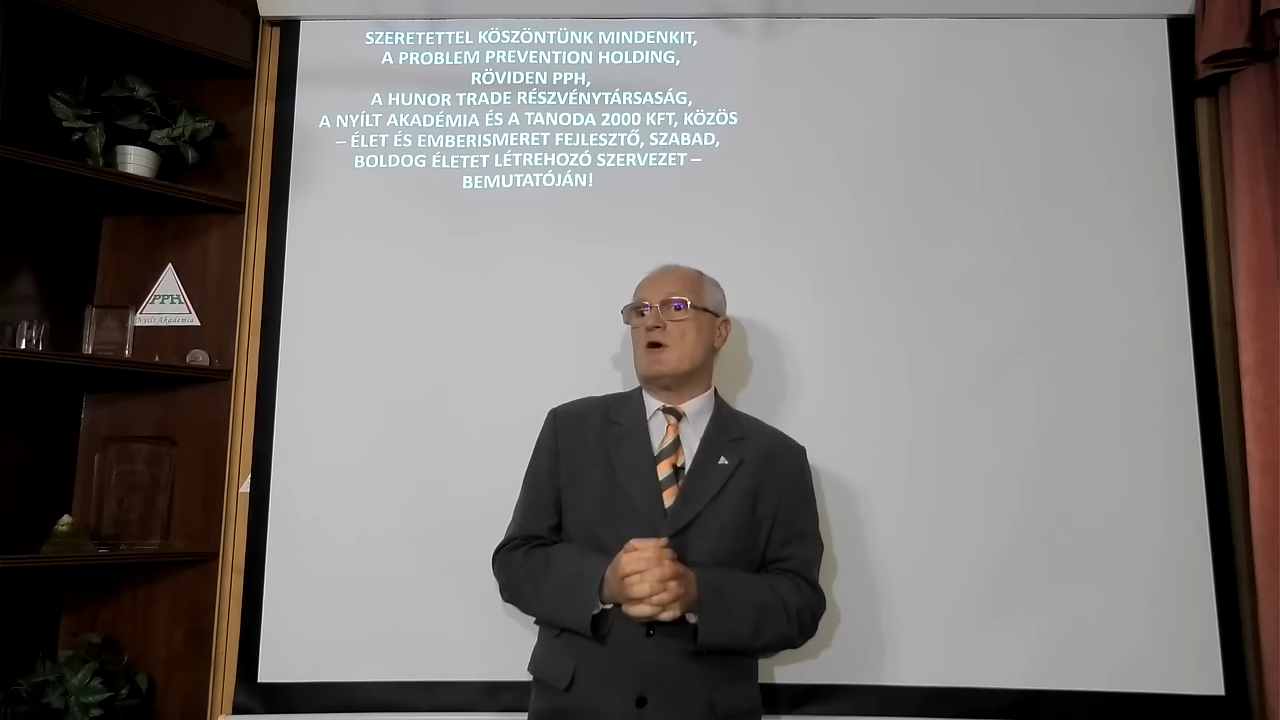 SZERETETTEL KÖSZÖNTÜNK MINDENKIT,
A PROBLEM PREVENTION HOLDING,
RÖVIDEN PPH,
A HUNOR TRADE RÉSZVÉNYTÁRSASÁG,
A NYÍLT AKADÉMIA ÉS A TANODA 2000 KFT, KÖZÖS
– ÉLET ÉS EMBERISMERET FEJLESZTŐ, SZABAD,
BOLDOG ÉLETET LÉTREHOZÓ SZERVEZET –
BEMUTATÓJÁN!
PPH
Nyílt Akadémia